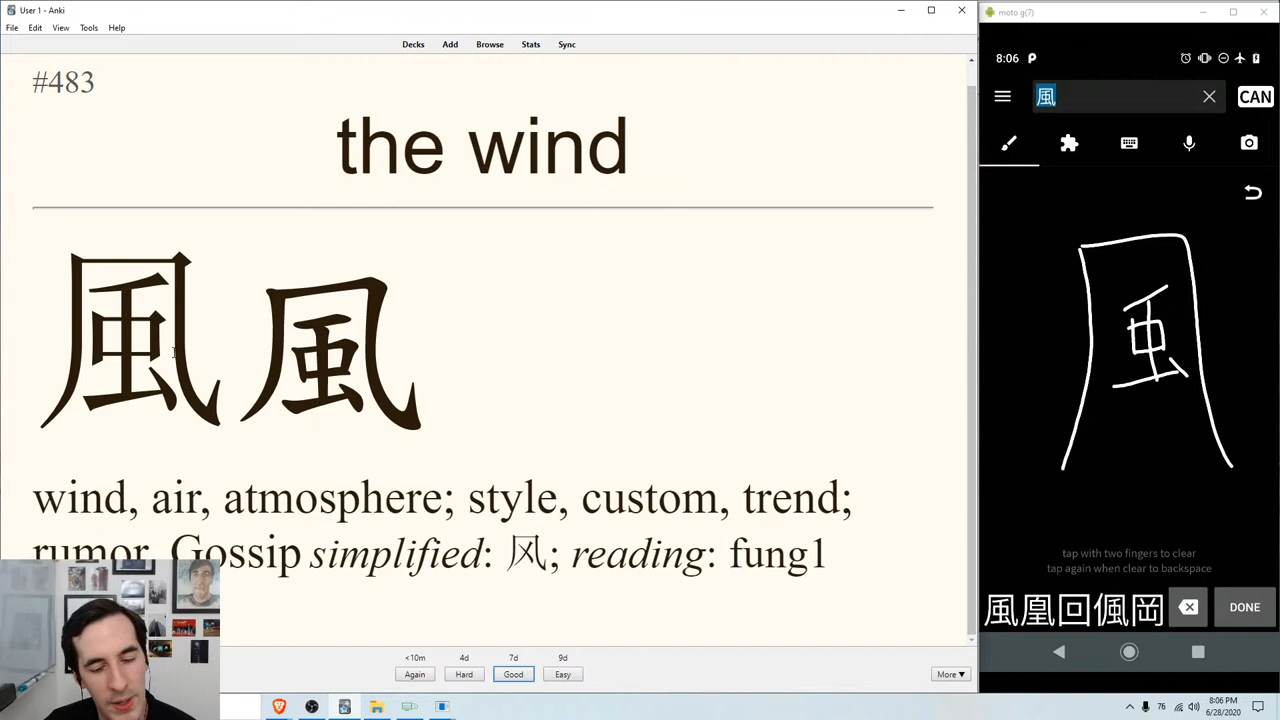 User 1 - Anki
File Edit View Tools Help
Decks Add Browse Stats Sync
#483
the wind
風 風
wind, air, atmosphere; style, custom, trend;
rumor, Gossip simplified: 风; reading: fung1
<10m 4d 7d 9d
Again Hard Good Easy More▼
moto g(7)
8:06
風 CAN
風
tap with two fingers to clear
tap again when clear to backspace
風凰回偑岡 DONE
76
8:06 PM
6/28/2020